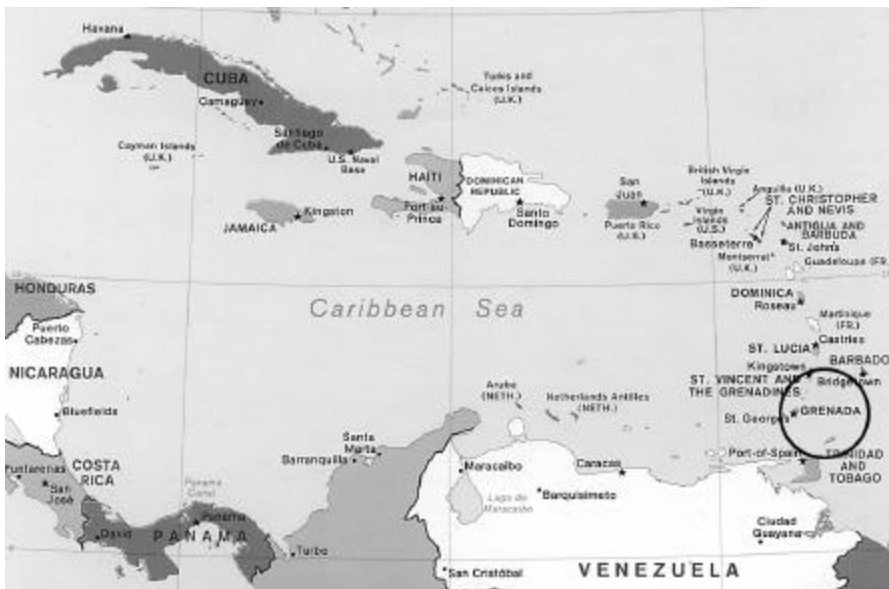 Havana
CUBA
Camaguey
Turks and
Caicos Islands
(U.K.)
Santiago
de Cuba
U.S. Naval
Base
Cayman Islands
(U.K.)
HAITI
DOMINICAN
REPUBLIC
San
Juan
British Virgin
Islands
(U.K.)
Anguilla (U.K.)
ST. CHRISTOPHER
AND NEVIS
JAMAICA
Kingston
Port-au-
Prince
Santo
Domingo
Puerto Rico
(U.S.)
Virgin
Islands
(U.S.)
Basseterre
ANTIGUA AND
BARBUDA
St. John's
Montserrat
(U.K.)
Guadeloupe (FR.)
HONDURAS
Caribbean Sea
DOMINICA
Roseau
Puerto
Cabezas
Martinique
(FR.)
Castries
ST. LUCIA
NICARAGUA
Kingstown
BARBADO
Bridgetown
ST. VINCENT AND
THE GRENADINES
Aruba
(NETH.)
Netherlands Antilles
(NETH.)
Bluefields
St. George's
GRENADA
Santa
Marta
Barranquilla
Port-of-Spain
TRINIDAD
AND
TOBAGO
Puntarenas
COSTA
RICA
San
José
Panama
Canal
Maracaibo
Caracas
Lago de
Maracaibo
Barquisimeto
David
PANAMA
Panama
Turbo
Ciudad
Guayana
San Cristóbal
VENEZUELA